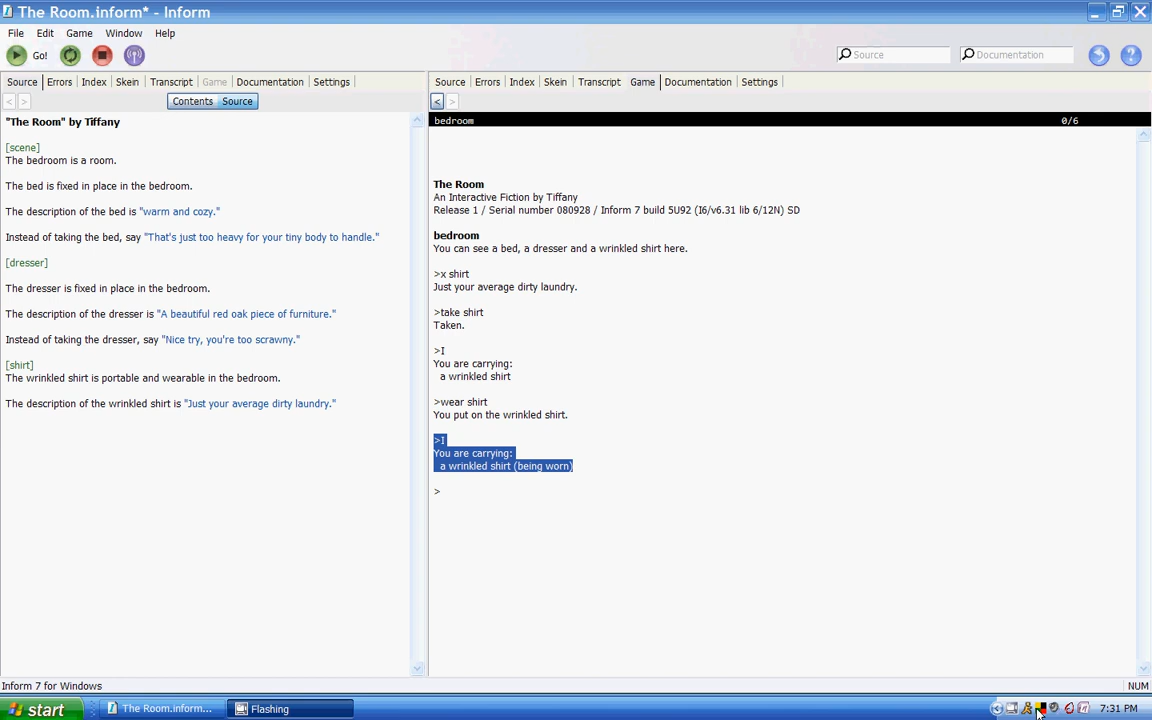 The Room.inform* - Inform
File Edit Game Window Help
Go!
Source
Documentation
Source Errors Index Skein Transcript Game Documentation Settings
Contents Source
"The Room" by Tiffany
[scene]
The bedroom is a room.
The bed is fixed in place in the bedroom.
The description of the bed is "warm and cozy."
Instead of taking the bed, say "That's just too heavy for your tiny body to handle."
[dresser]
The dresser is fixed in place in the bedroom.
The description of the dresser is "A beautiful red oak piece of furniture."
Instead of taking the dresser, say "Nice try, you're too scrawny."
[shirt]
The wrinkled shirt is portable and wearable in the bedroom.
The description of the wrinkled shirt is "Just your average dirty laundry."
Source Errors Index Skein Transcript Game Documentation Settings
bedroom 0/6
The Room
An Interactive Fiction by Tiffany
Release 1 / Serial number 080928 / Inform 7 build 5U92 (I6/v6.31 lib 6/12N) SD
bedroom
You can see a bed, a dresser and a wrinkled shirt here.
>x shirt
Just your average dirty laundry.
>take shirt
Taken.
>I
You are carrying:
a wrinkled shirt
>wear shirt
You put on the wrinkled shirt.
>I
You are carrying:
a wrinkled shirt (being worn)
>
Inform 7 for Windows NUM
start The Room.inform... Flashing 7:31 PM